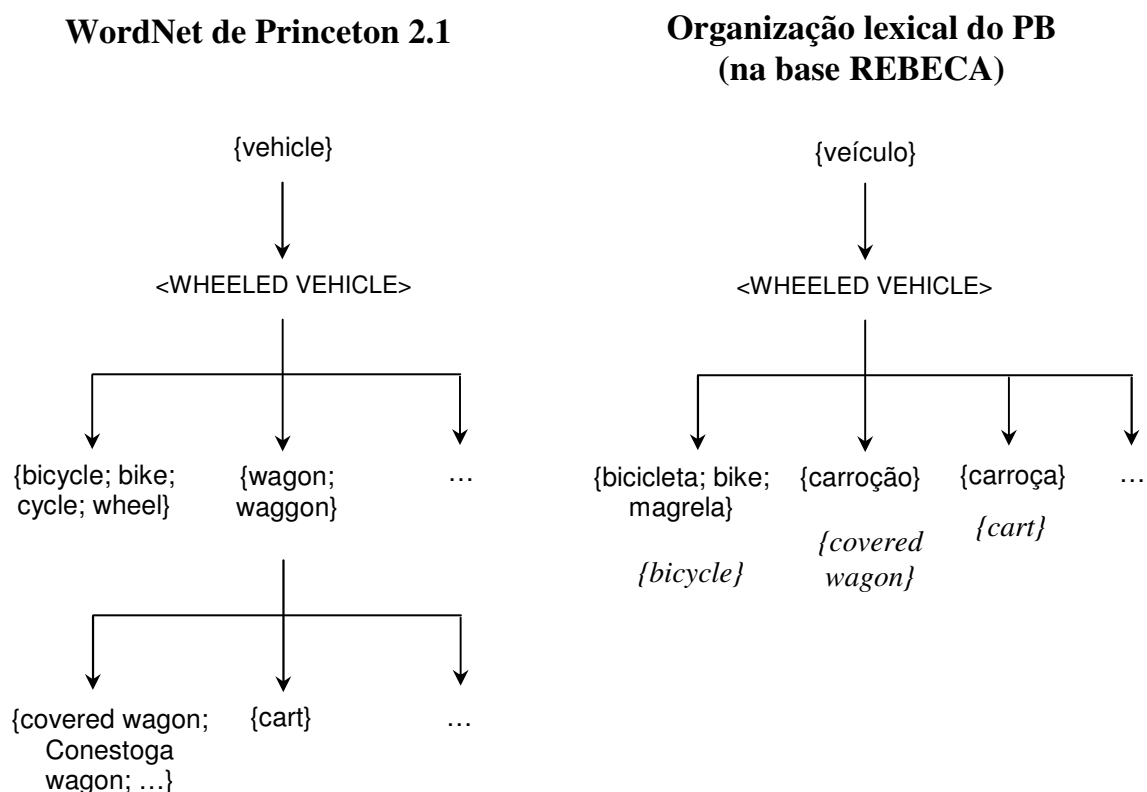 WordNet de Princeton 2.1
{vehicle}
<WHEELED VEHICLE>
{bicycle; bike;
cycle; wheel}
{wagon;
waggon}
…
{covered wagon;
Conestoga
wagon; …}
{cart}
…
Organização lexical do PB
(na base REBECA)
{veículo}
<WHEELED VEHICLE>
{bicicleta; bike;
magrela}
{bicycle}
{carroção}
{covered
wagon}
{carroça}
{cart}
…